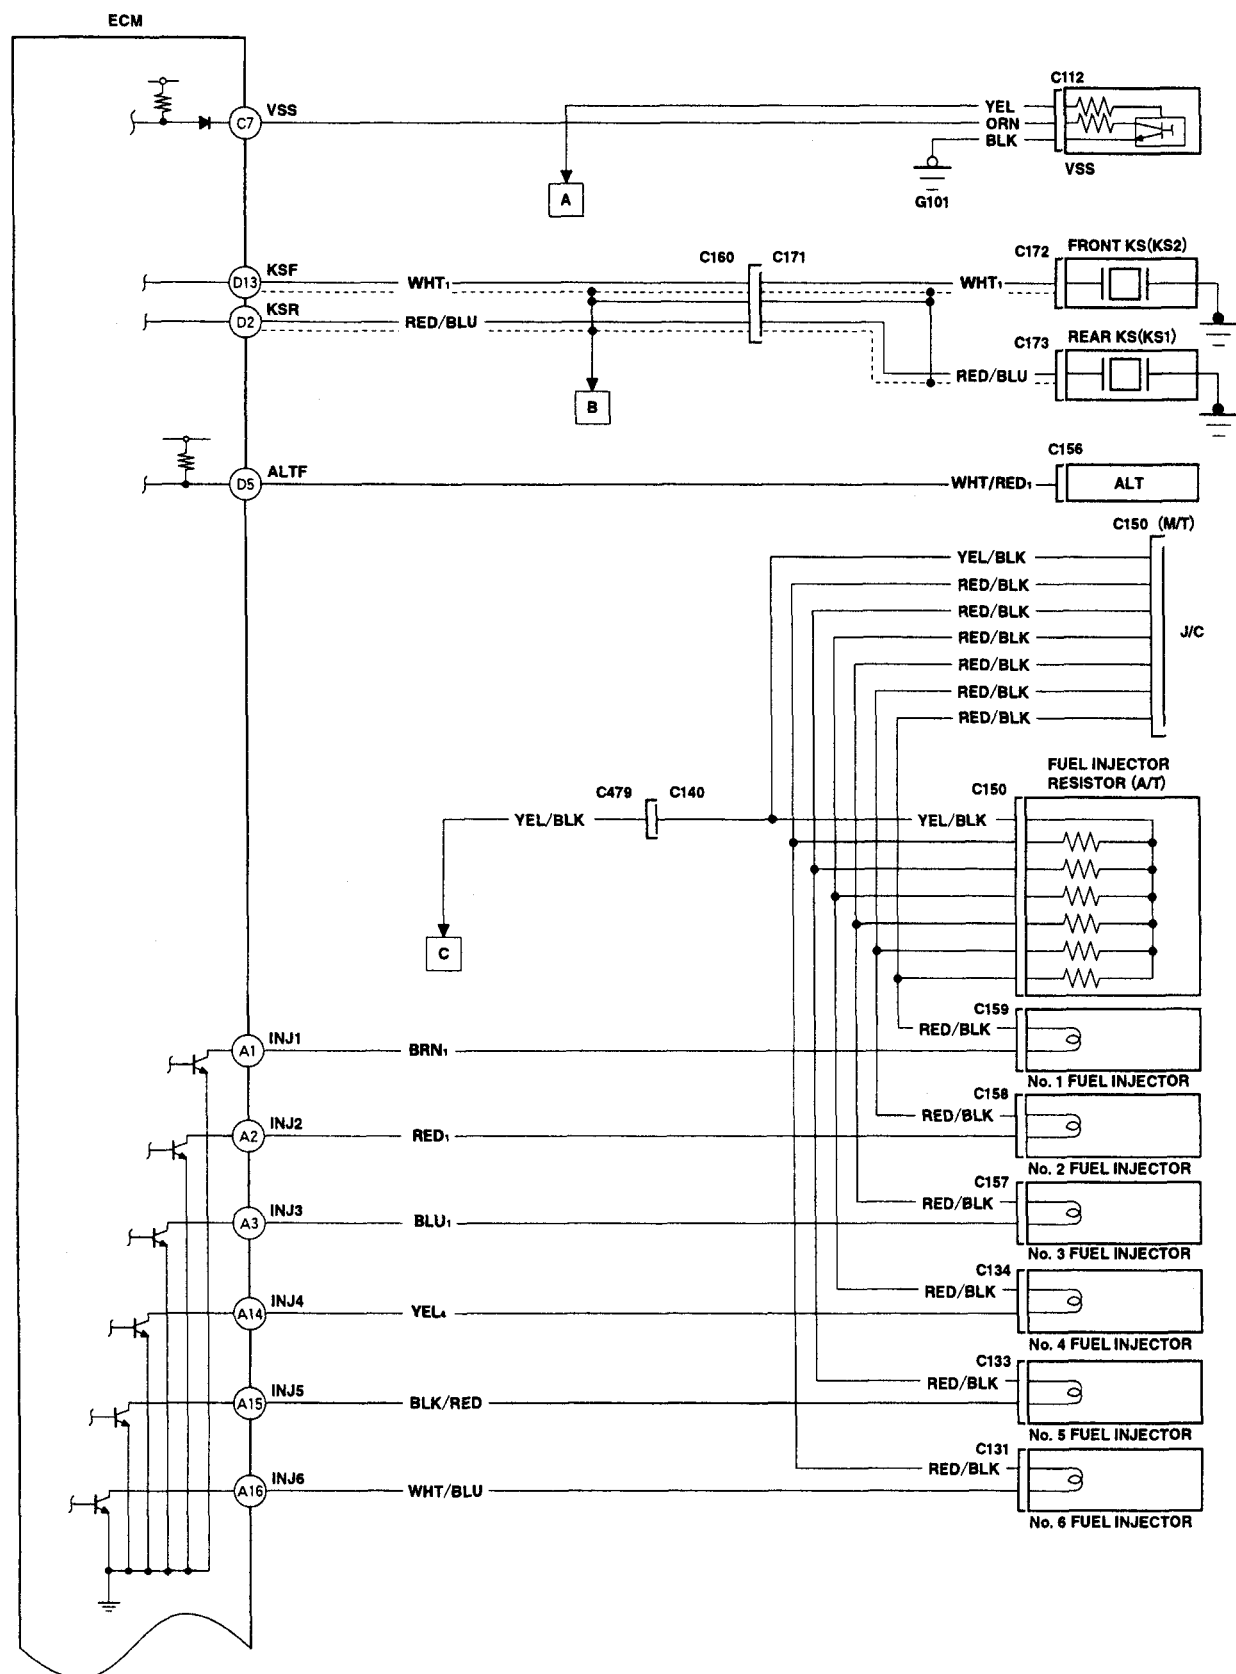 ECM
C112
VSS
C7
YEL
ORN
BLK
VSS
A
G101
C160
C171
C172
FRONT KS(KS2)
KSF
D13
WHT₁
WHT₁
KSR
D2
RED/BLU
C173
REAR KS(KS1)
RED/BLU
B
ALTF
D5
C156
WHT/RED₁
ALT
C150 (M/T)
YEL/BLK
RED/BLK
RED/BLK
RED/BLK
J/C
RED/BLK
RED/BLK
RED/BLK
FUEL INJECTOR
RESISTOR (A/T)
C479
C140
C150
YEL/BLK
YEL/BLK
C
C159
RED/BLK
INJ1
A1
BRN₁
No. 1 FUEL INJECTOR
C158
RED/BLK
INJ2
A2
RED₁
No. 2 FUEL INJECTOR
C157
RED/BLK
INJ3
A3
BLU₁
No. 3 FUEL INJECTOR
C134
RED/BLK
INJ4
A14
YEL₄
No. 4 FUEL INJECTOR
C133
RED/BLK
INJ5
A15
BLK/RED
No. 5 FUEL INJECTOR
C131
RED/BLK
INJ6
A16
WHT/BLU
No. 6 FUEL INJECTOR